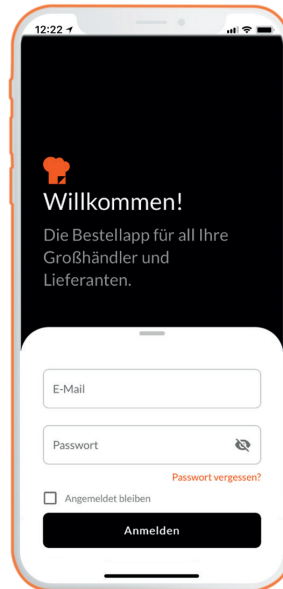 12:22
Willkommen!
Die Bestellapp für all Ihre
Großhändler und
Lieferanten.
E-Mail
Passwort
Passwort vergessen?
Angemeldet bleiben
Anmelden